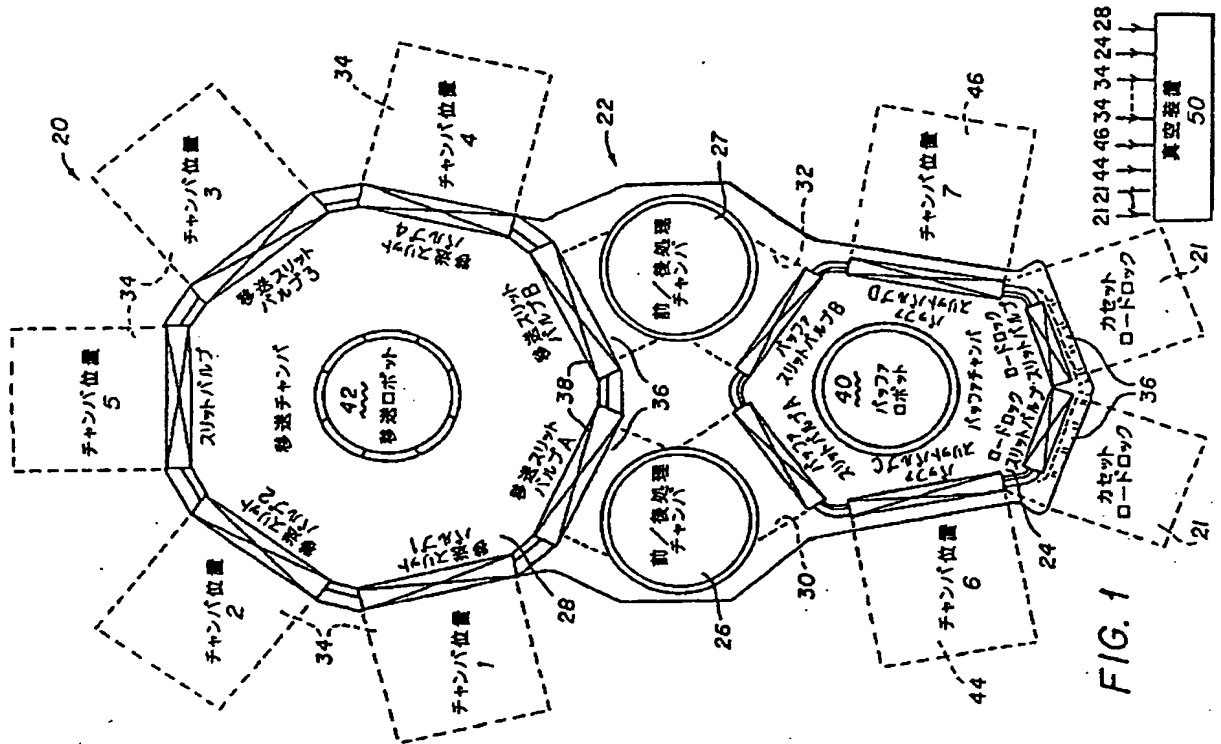 20
34
チャンバ位置
5
チャンバ位置
3
34
チャンバ位置
2
34
チャンバ位置
4
34
チャンバ位置
1
スリットバルブ
移送スリット
バルブ3
移送スリット
バルブ2
移送スリット
バルブ4
移送スリット
バルブ1
移送チャンバ
42
移送ロボット
移送スリット
バルブA
移送スリット
バルブB
28
38
36
22
前/後処理
チャンバ
26
前/後処理
チャンバ
27
30
32
バッファ
スリットバルブA
バッファ
スリットバルブB
40
バッファ
ロボット
バッファチャンバ
バッファ
スリットバルブC
バッファ
スリットバルブD
ロードロック
スリットバルブ
ロードロック
スリットバルブ
チャンバ位置
6
44
チャンバ位置
7
46
24
36
カセット
ロードロック
21
カセット
ロードロック
21
21 21 44 46 34 34 24 28
真空装置
50
FIG. 1